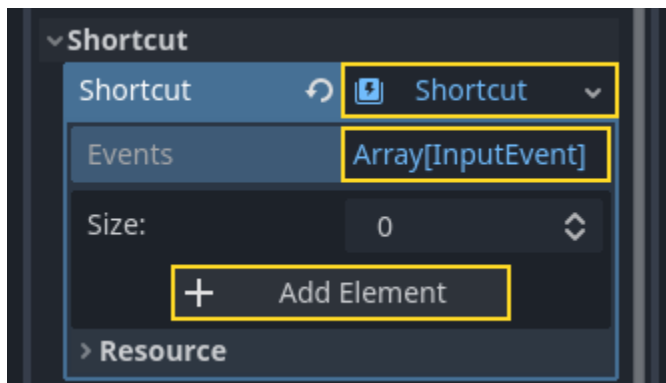 Shortcut
Shortcut Shortcut
Events Array[InputEvent]
Size: 0
Add Element
Resource